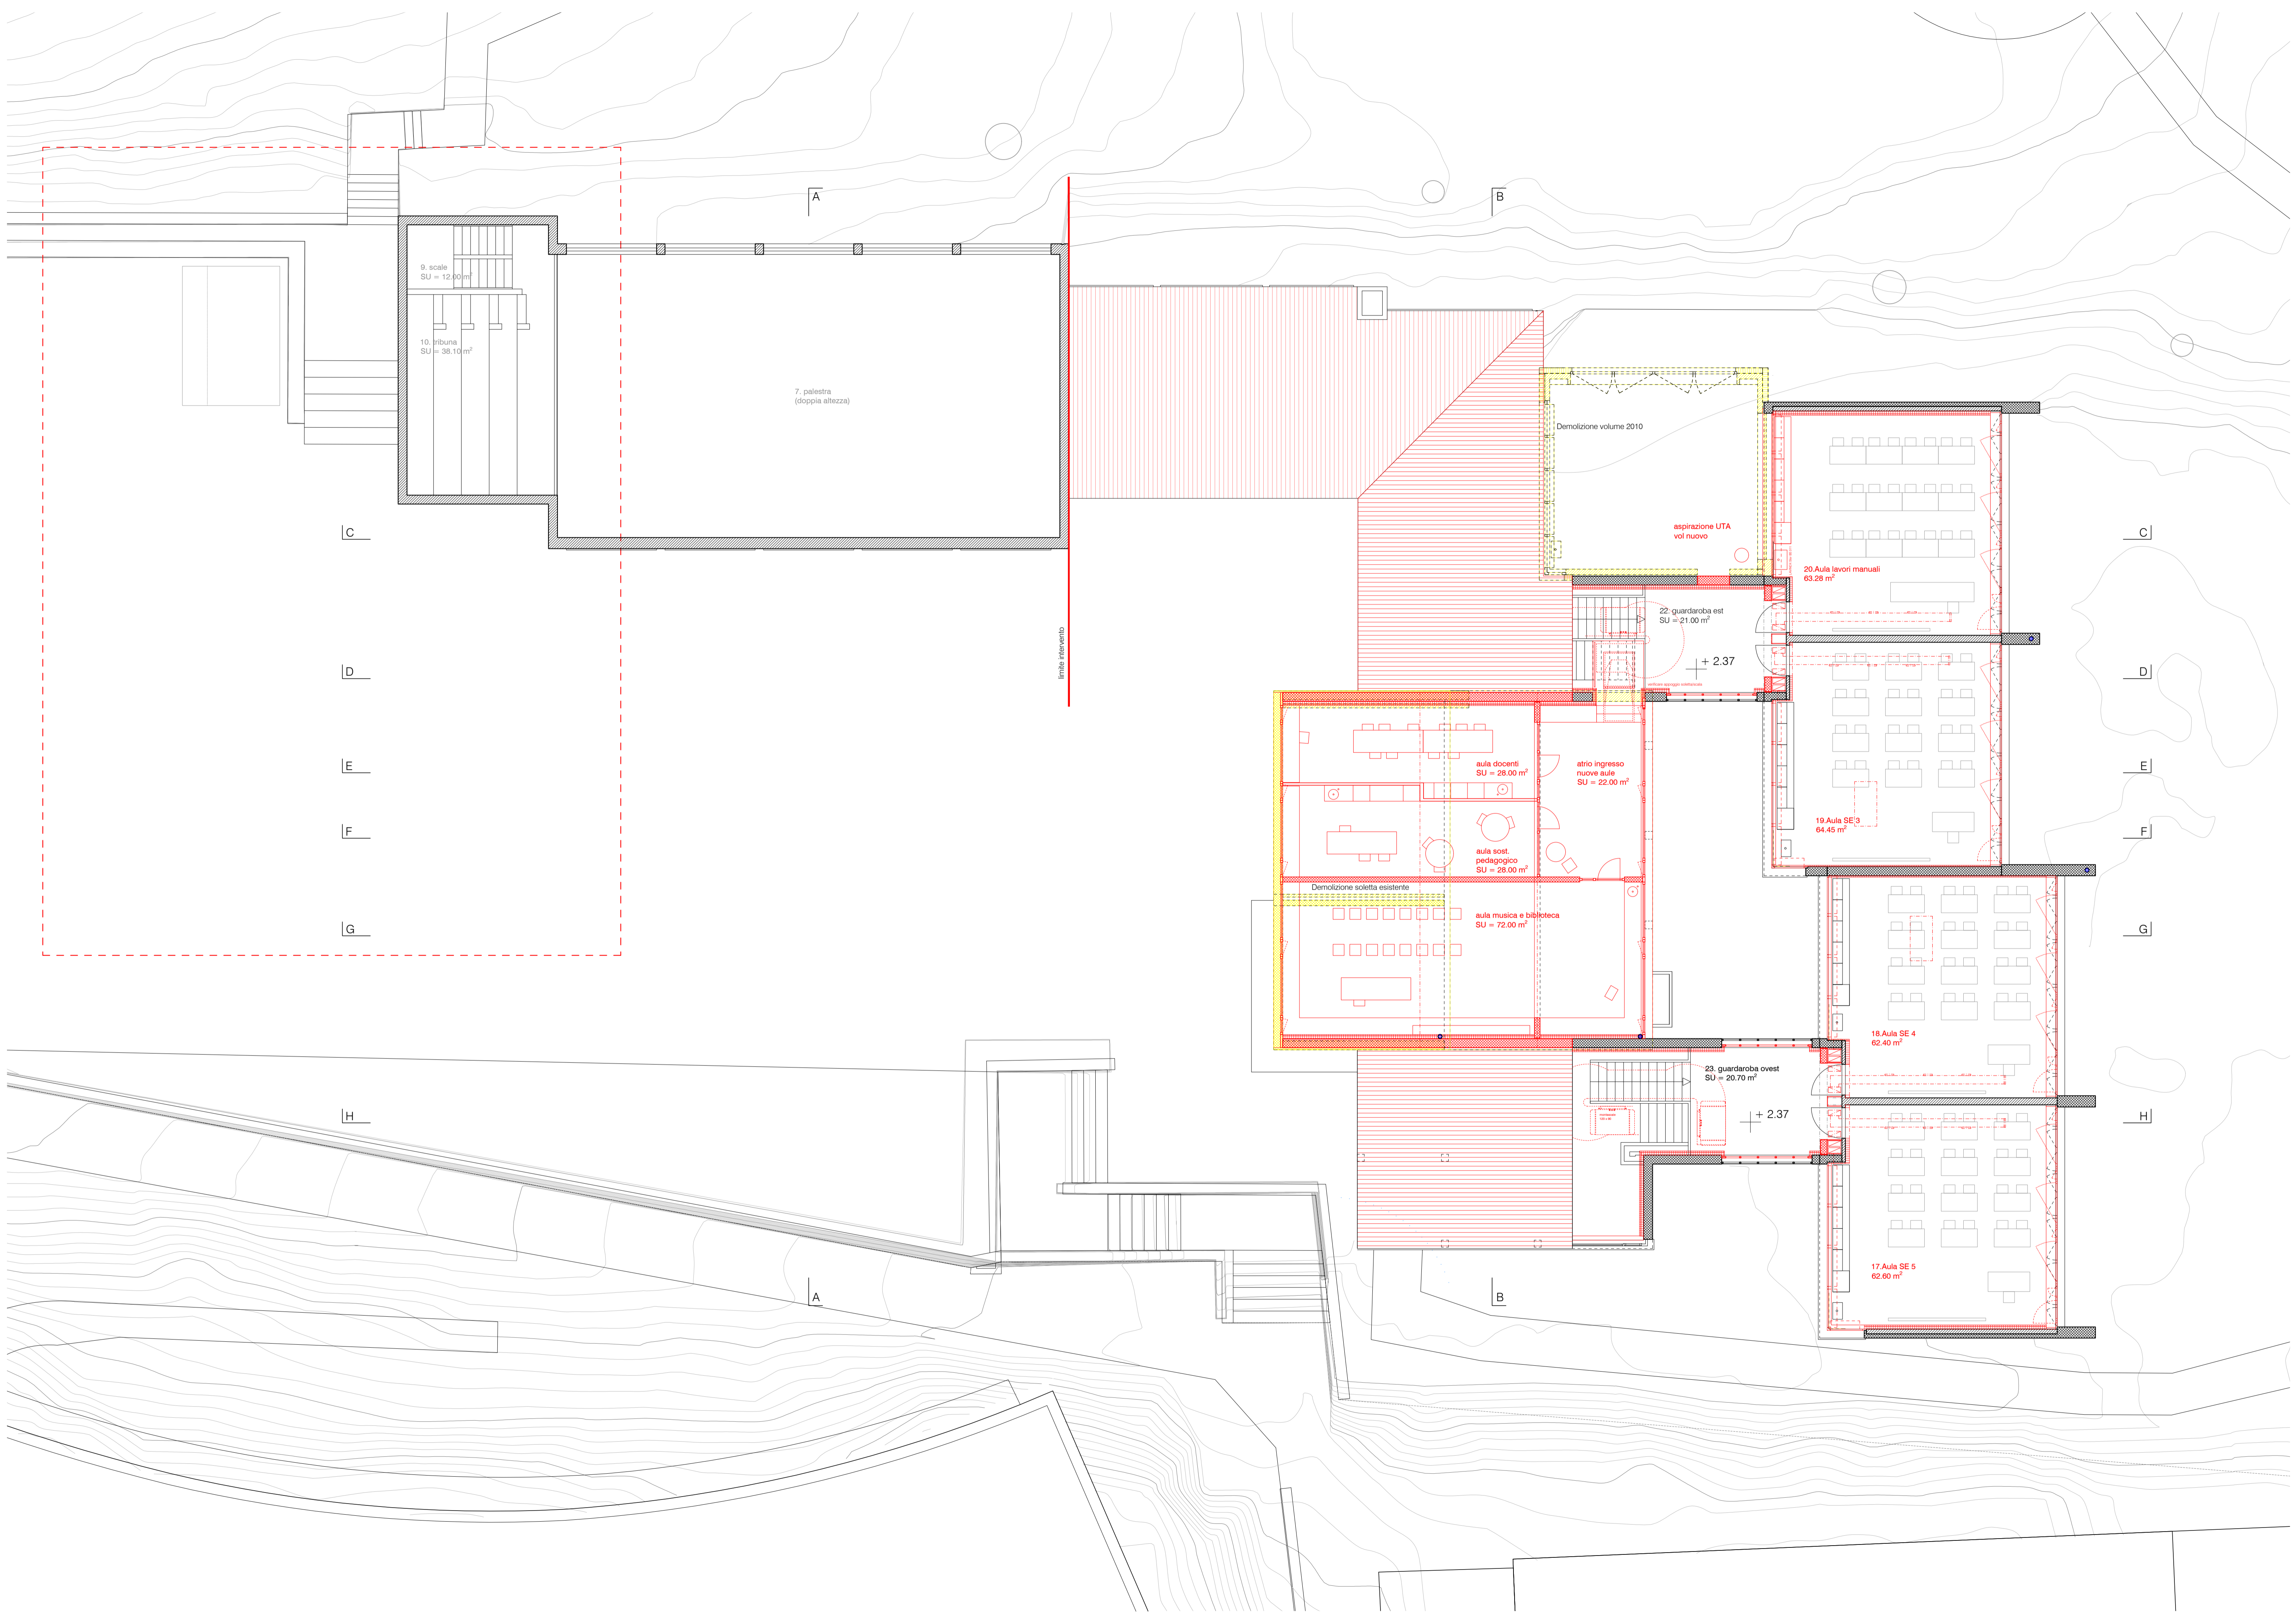 A
B
9. scale
SU = 12.00 m²
10. tribuna
SU = 38.10 m²
7. palestra
(doppia altezza)
Demolizione volume 2010
aspirazione UTA
vol nuovo
C
C
20.Aula lavori manuali
63.28 m²
22. guardaroba est
SU = 21.00 m²
+ 2.37
limite intervento
D
D
aula docenti
SU = 28.00 m²
atrio ingresso
nuove aule
SU = 22.00 m²
E
E
19.Aula SE 3
64.45 m²
F
F
aula sost.
pedagogico
SU = 28.00 m²
Demolizione soletta esistente
aula musica e biblioteca
SU = 72.00 m²
G
G
18.Aula SE 4
62.40 m²
23. guardaroba ovest
SU = 20.70 m²
+ 2.37
H
H
17.Aula SE 5
62.60 m²
A
B